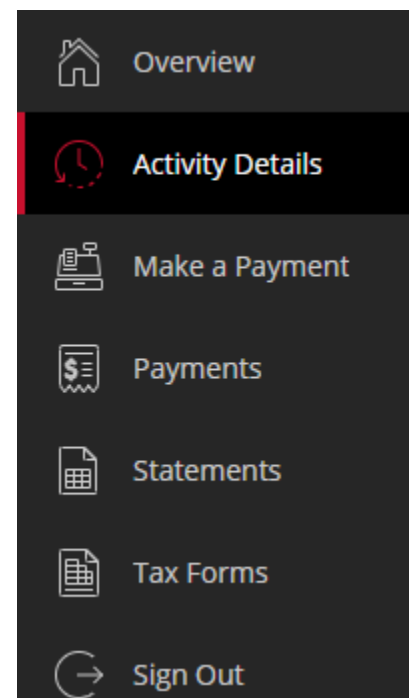 Overview
Activity Details
Make a Payment
Payments
Statements
Tax Forms
Sign Out